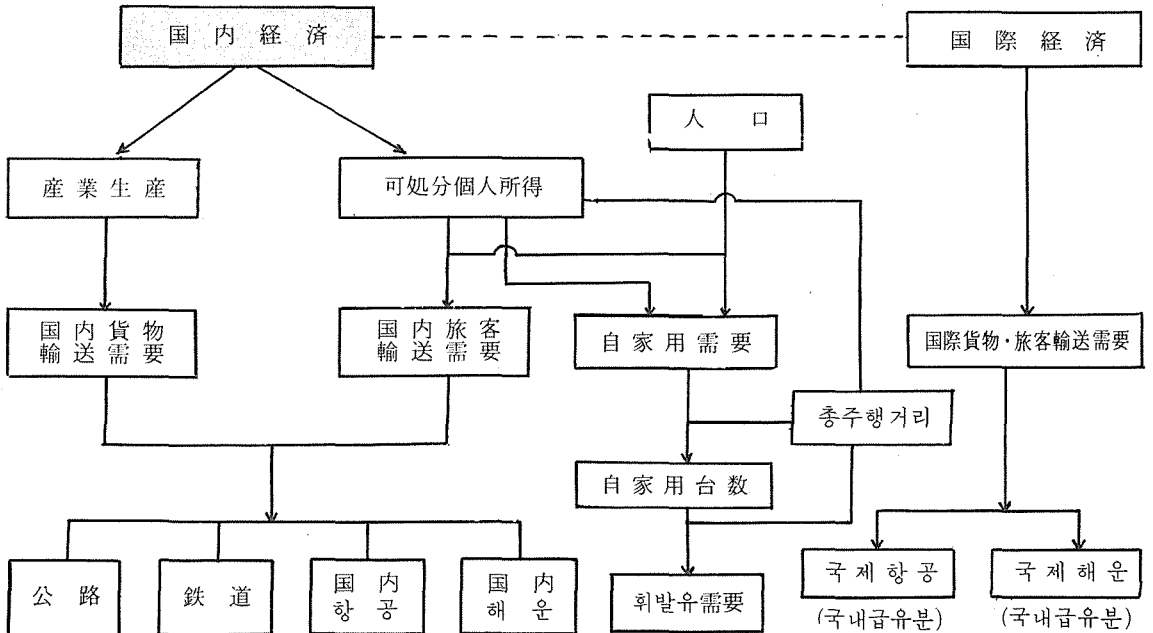 国内経済
国際経済
人口
産業生産
可処分個人所得
国内貨物
輸送需要
国内旅客
輸送需要
自家用需要
国際貨物·旅客輸送需要
총주행거리
自家用台数
公路
鉄道
国内
항공
国内
해운
휘발유需要
국제항공
(국내급유분)
국제해운
(국내급유분)